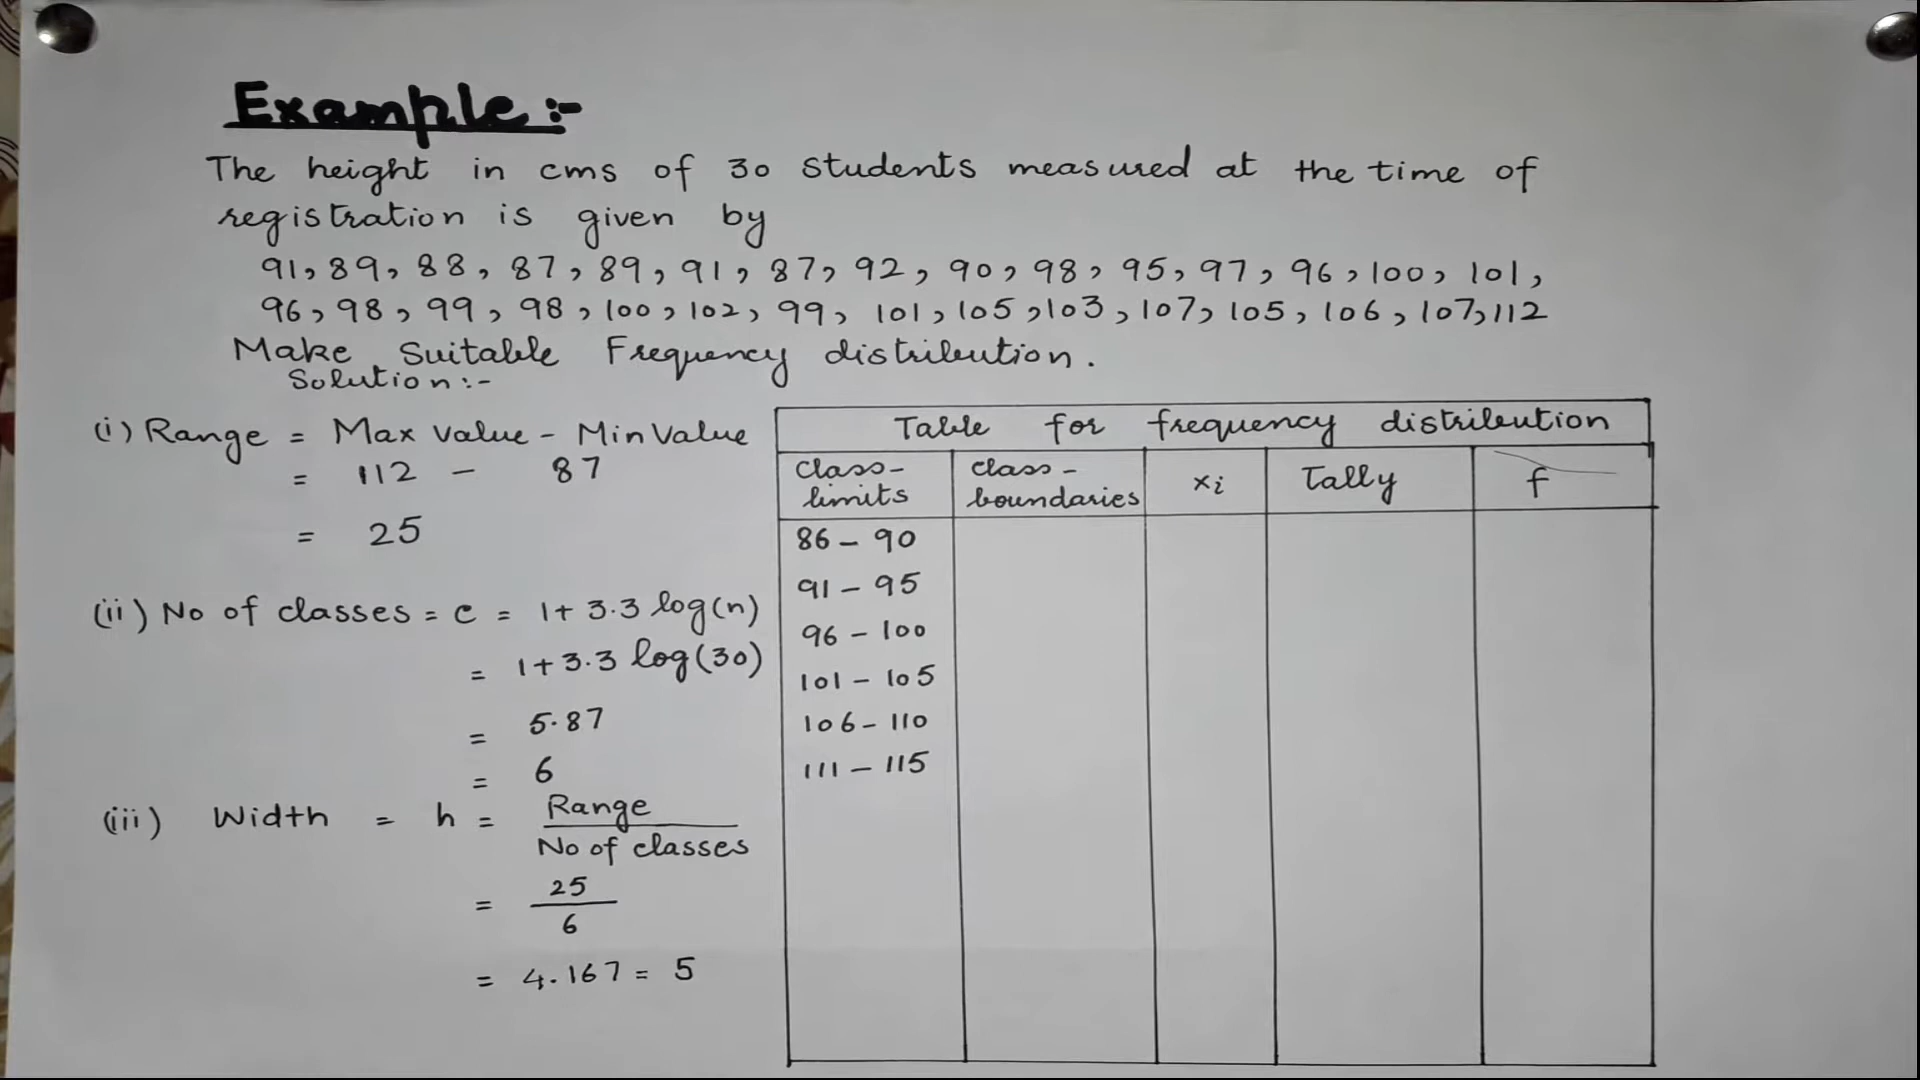 Example:-
The height in cms of 30 students measured at the time of
registration is given by
91, 89, 88, 87, 89, 91, 87, 92, 90, 98, 95, 97, 96, 100, 101,
96, 98, 99, 98, 100, 102, 99, 101, 105, 103, 107, 105, 106, 107, 112
Make Suitable Frequency distribution.
Solution:-
(i) Range = Max Value - Min Value
= 112 - 87
= 25
(ii) No of classes = c = 1+ 3.3 log(n)
= 1+3.3 log(30)
= 5.87
= 6
(iii) Width = h = Range
No of classes
= 25
6
= 4.167 = 5
Table for frequency distribution
class- class- xi Tally f
limits boundaries
86 - 90
91 - 95
96 - 100
101 - 105
106 - 110
111 - 115